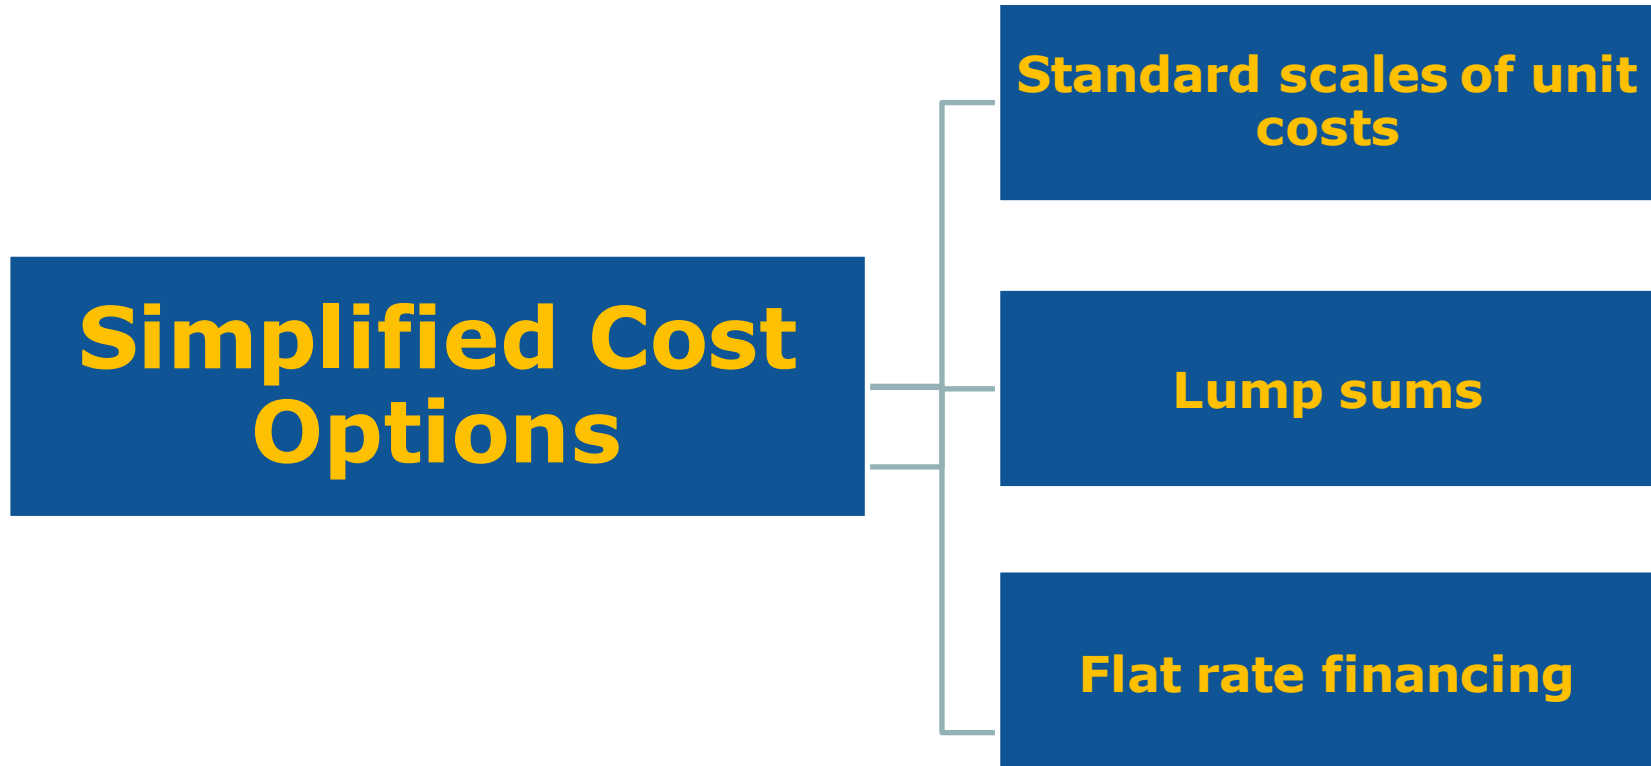 Simplified Cost
Options
Standard scales of unit
costs
Lump sums
Flat rate financing